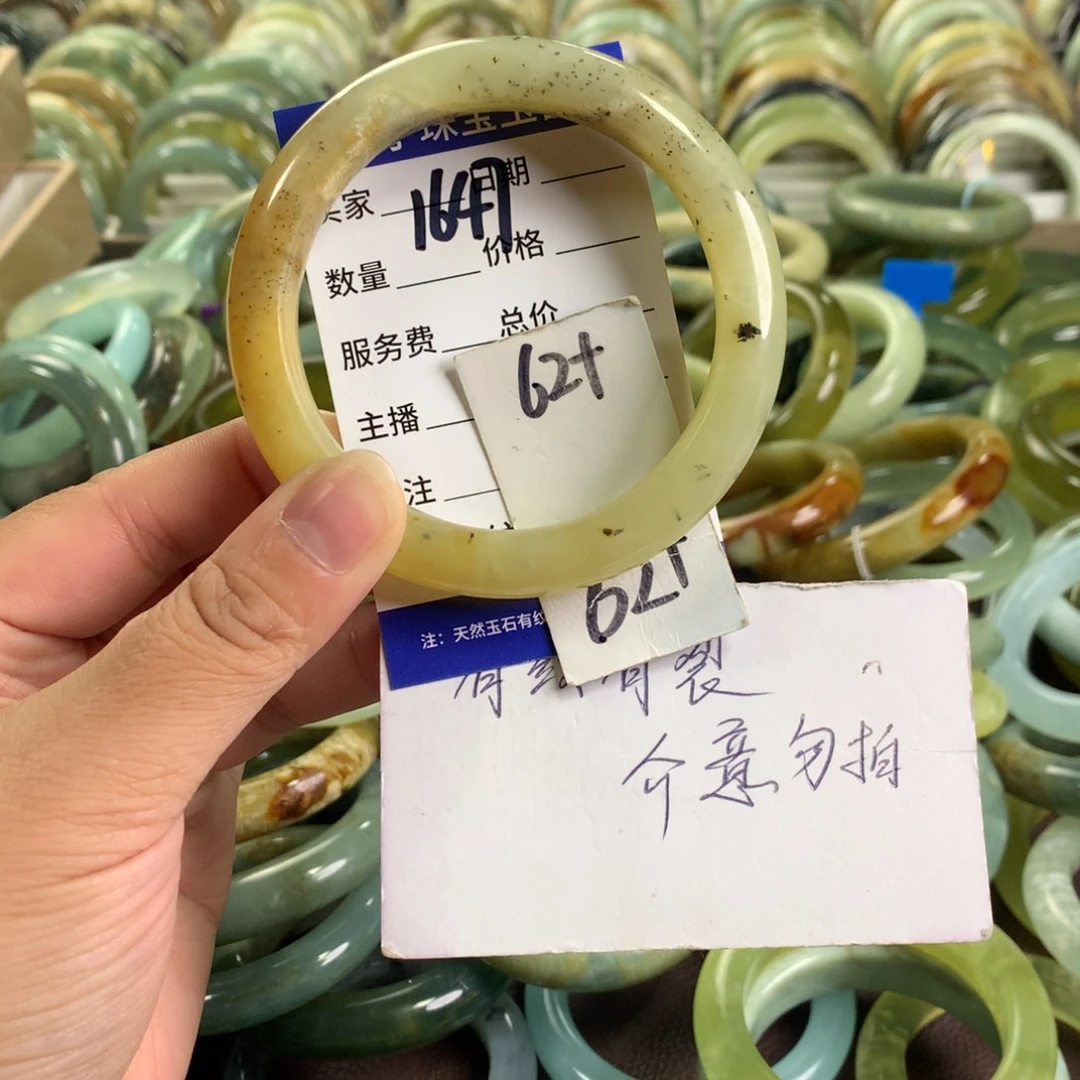 珠宝玉
买家 1647 日期
数量 价格
服务费 总价
主播
注
62+
62+
注：天然玉石有纹
有纹有裂
介意勿拍